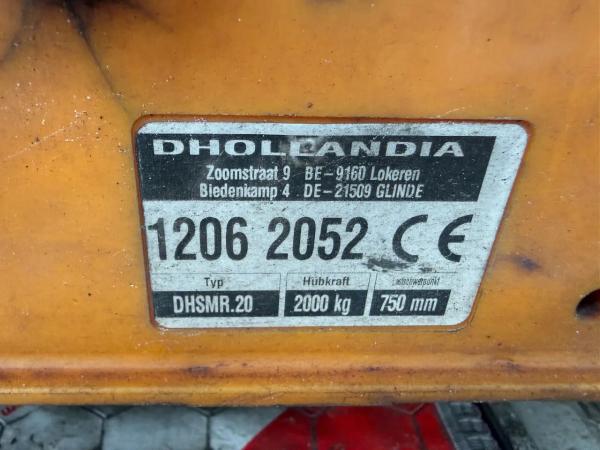 DHOLLANDIA
Zoomstraat 9 BE-9160 Lokeren
Biedenkamp 4 DE-21509 GLINDE
1206 2052 CE
Typ Hubkraft Lastschwerpunkt
DHSMR.20 2000 kg 750 mm